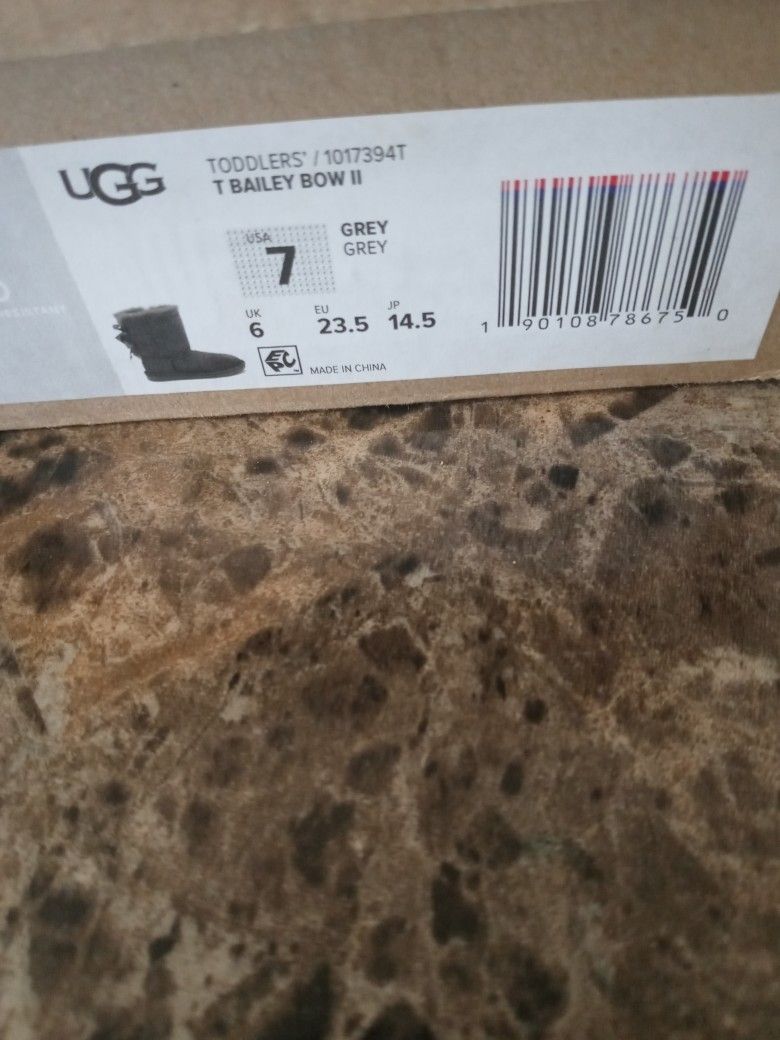 UGG
TODDLERS' / 1017394T
T BAILEY BOW II
USA
7
GREY
GREY
UK
6
EU
23.5
JP
14.5
MADE IN CHINA
1 90108 78675 0